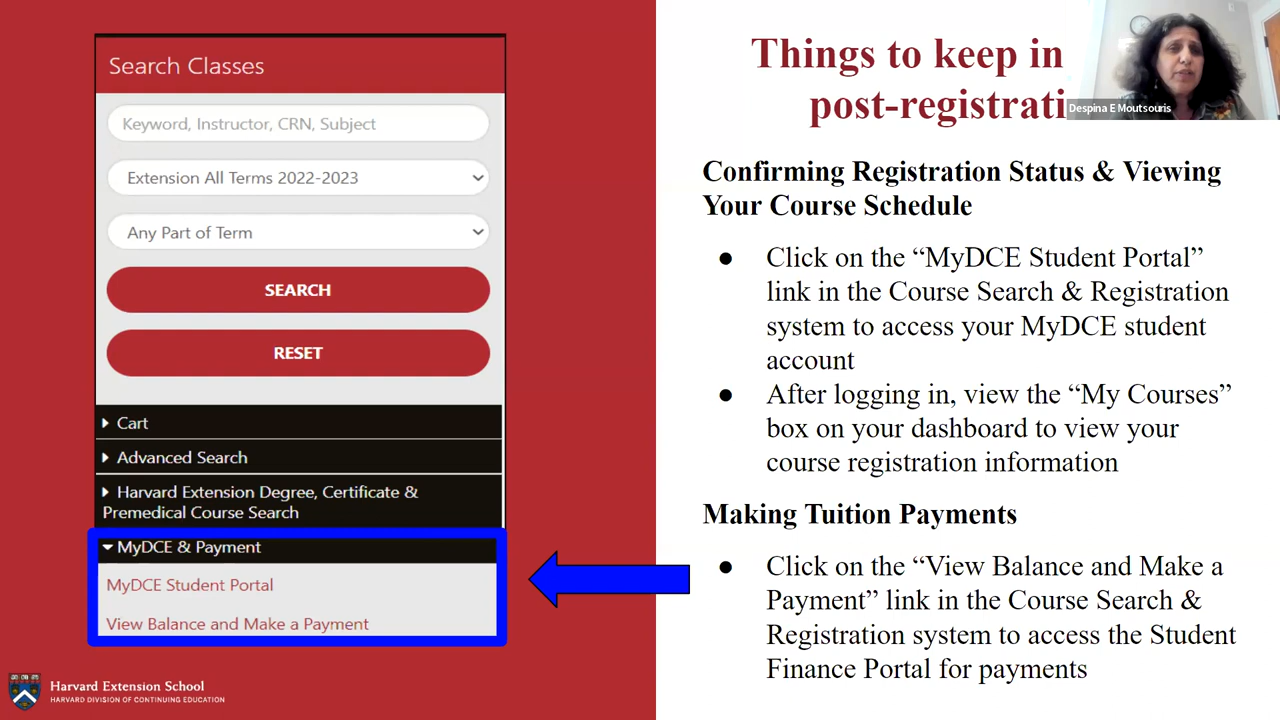 Search Classes
Keyword, Instructor, CRN, Subject
Extension All Terms 2022-2023
Any Part of Term
SEARCH
RESET
Cart
Advanced Search
Harvard Extension Degree, Certificate &
Premedical Course Search
MyDCE & Payment
MyDCE Student Portal
View Balance and Make a Payment
Harvard Extension School
HARVARD DIVISION OF CONTINUING EDUCATION
Things to keep in
post-registrati
Despina E Moutsouris
Confirming Registration Status & Viewing
Your Course Schedule
● Click on the “MyDCE Student Portal”
link in the Course Search & Registration
system to access your MyDCE student
account
● After logging in, view the “My Courses”
box on your dashboard to view your
course registration information
Making Tuition Payments
● Click on the “View Balance and Make a
Payment” link in the Course Search &
Registration system to access the Student
Finance Portal for payments